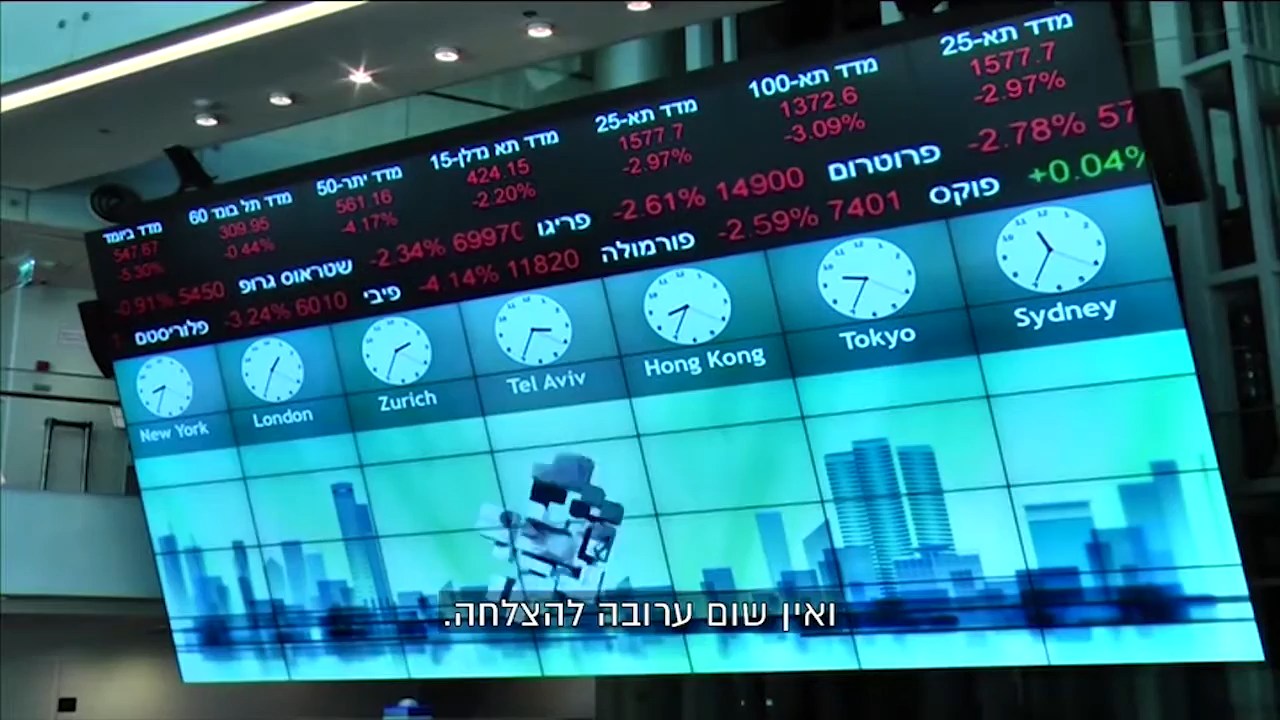 מדד תא-25
1577.7
-2.97%
מדד תא-100
1372.6
-3.09%
מדד תא-25
1577.7
-2.97%
מדד תא נדלן-15
424.15
-2.20%
מדד יתר-50
561.16
-4.17%
מדד תל בונד 60
309.95
-0.44%
מדד ביומד
547.67
-5.30%
-0.91% 5450 שטראוס גרופ -2.34% 69970 פריגו -2.61% 14900 פרוטרום -2.78% 57
פלוריסטם -3.24% 6010 פיבי -4.14% 11820 פורמולה -2.59% 7401 פוקס +0.04%
New York
London
Zurich
Tel Aviv
Hong Kong
Tokyo
Sydney
ואין שום ערובה להצלחה.